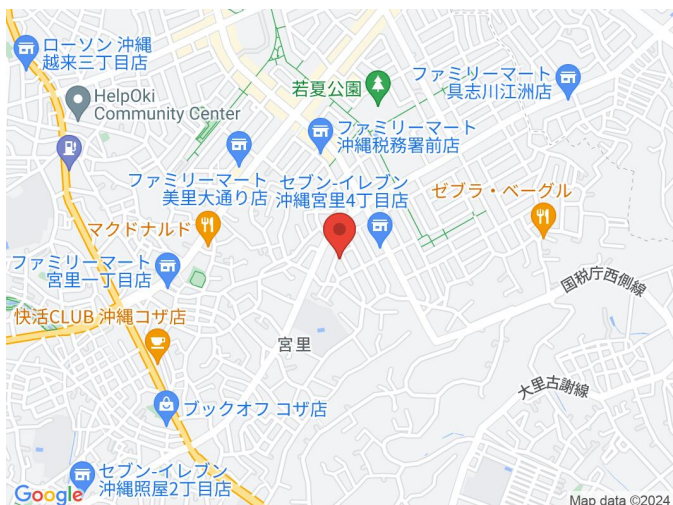 ローソン 沖縄
越来三丁目店
HelpOki
Community Center
若夏公園
ファミリーマート
具志川江洲店
ファミリーマート
沖縄税務署前店
ファミリーマート
美里大通り店
セブン-イレブン
沖縄宮里4丁目店
ゼブラ・ベーグル
マクドナルド
ファミリーマート
宮里一丁目店
国税庁西側線
快活CLUB 沖縄コザ店
宮里
大里古謝線
ブックオフ コザ店
セブン-イレブン
沖縄照屋2丁目店
Google
Map data ©2024